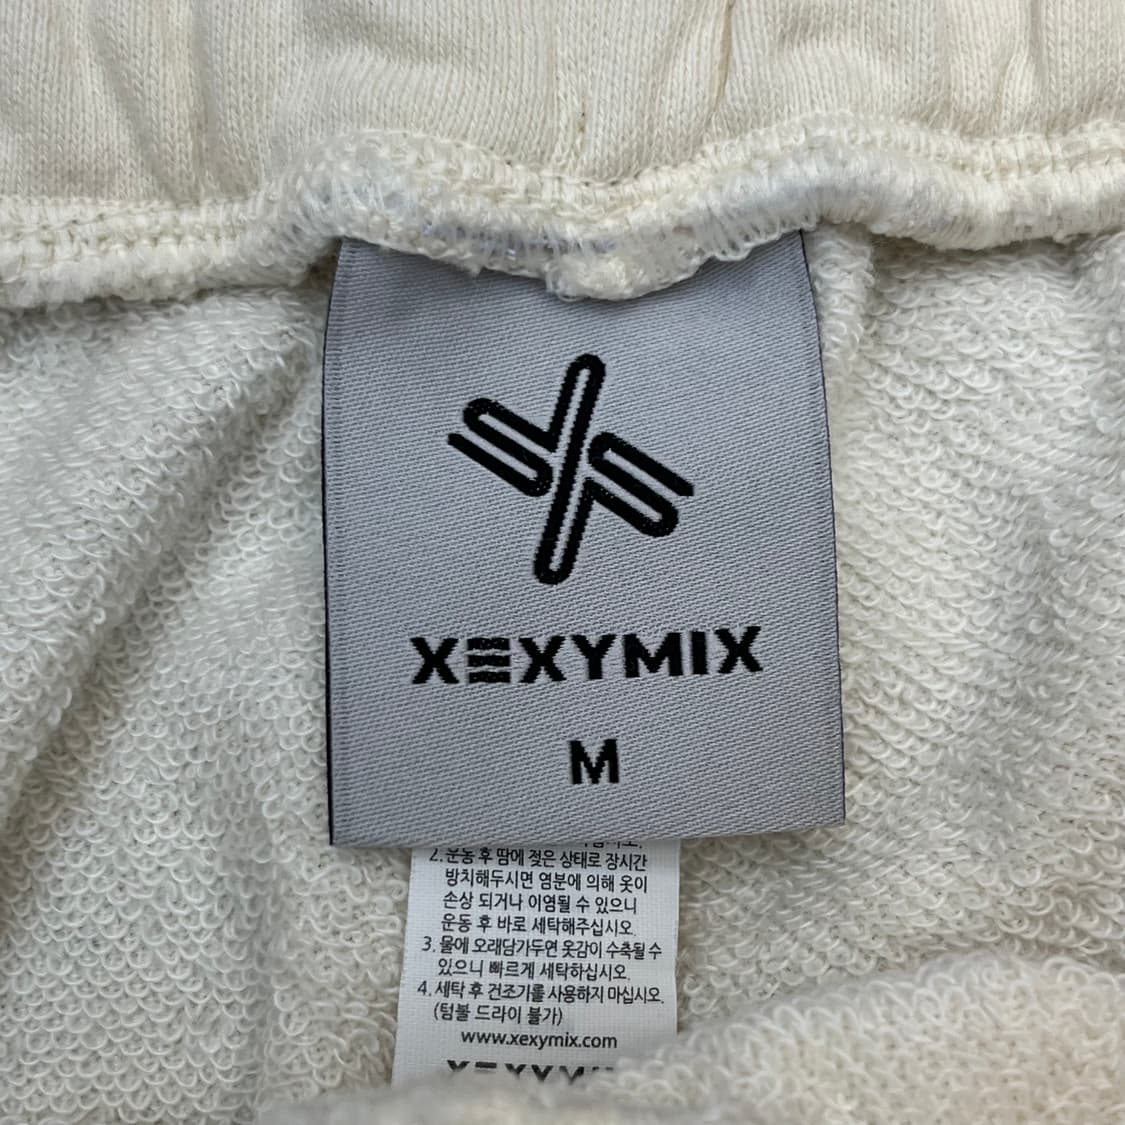 XEXYMIX
M
2. 운동 후 땀에 젖은 상태로 장시간
방치해두시면 염분에 의해 옷이
손상 되거나 이염될 수 있으니
운동 후 바로 세탁해주십시오.
3. 물에 오래담가두면 옷감이 수축될 수
있으니 빠르게 세탁하십시오.
4. 세탁 후 건조기를 사용하지 마십시오.
(텀블 드라이 불가)
www.xexymix.com